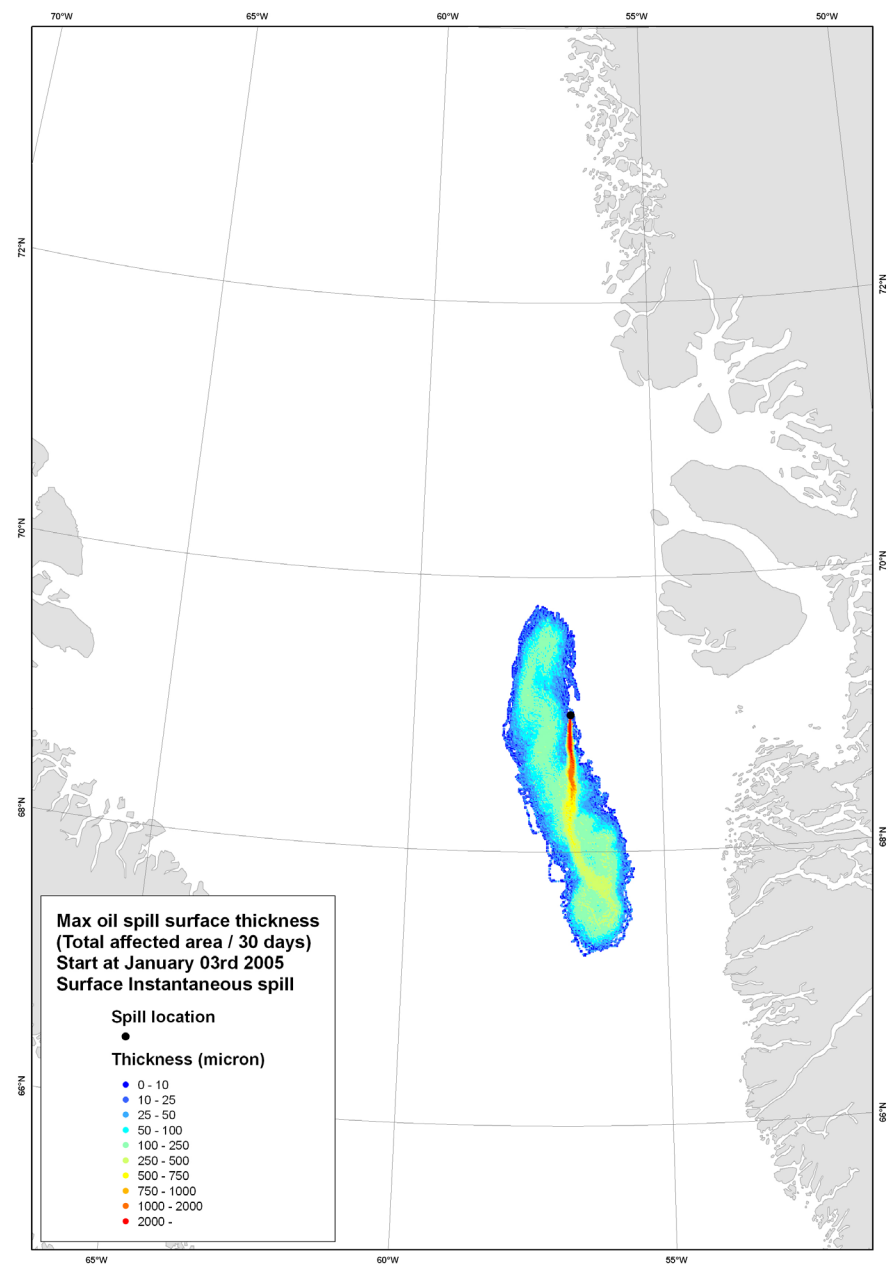 70°W 65°W 60°W 55°W 50°W
72°N 72°N
70°N 70°N
68°N 68°N
Max oil spill surface thickness
(Total affected area / 30 days)
Start at January 03rd 2005
Surface Instantaneous spill
Spill location
Thickness (micron)
0 - 10
10 - 25
25 - 50
50 - 100
100 - 250
250 - 500
500 - 750
750 - 1000
1000 - 2000
2000 -
66°N 66°N
65°W 60°W 55°W